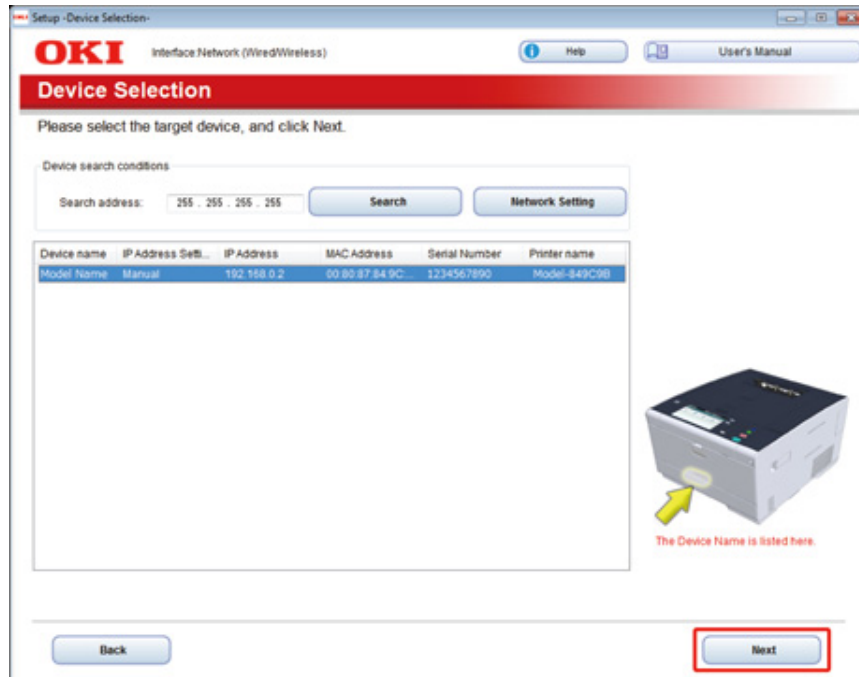 Setup -Device Selection-
OKI Interface:Network (Wired/Wireless) Help User's Manual
Device Selection
Please select the target device, and click Next.
Device search conditions
Search address: 255 . 255 . 255 . 255 Search Network Setting
Device name IP Address Setti... IP Address MAC Address Serial Number Printer name
Model Name Manual 192.168.0.2 00:80:87:84:9C:... 1234567890 Model-849C9B
The Device Name is listed here.
Back Next